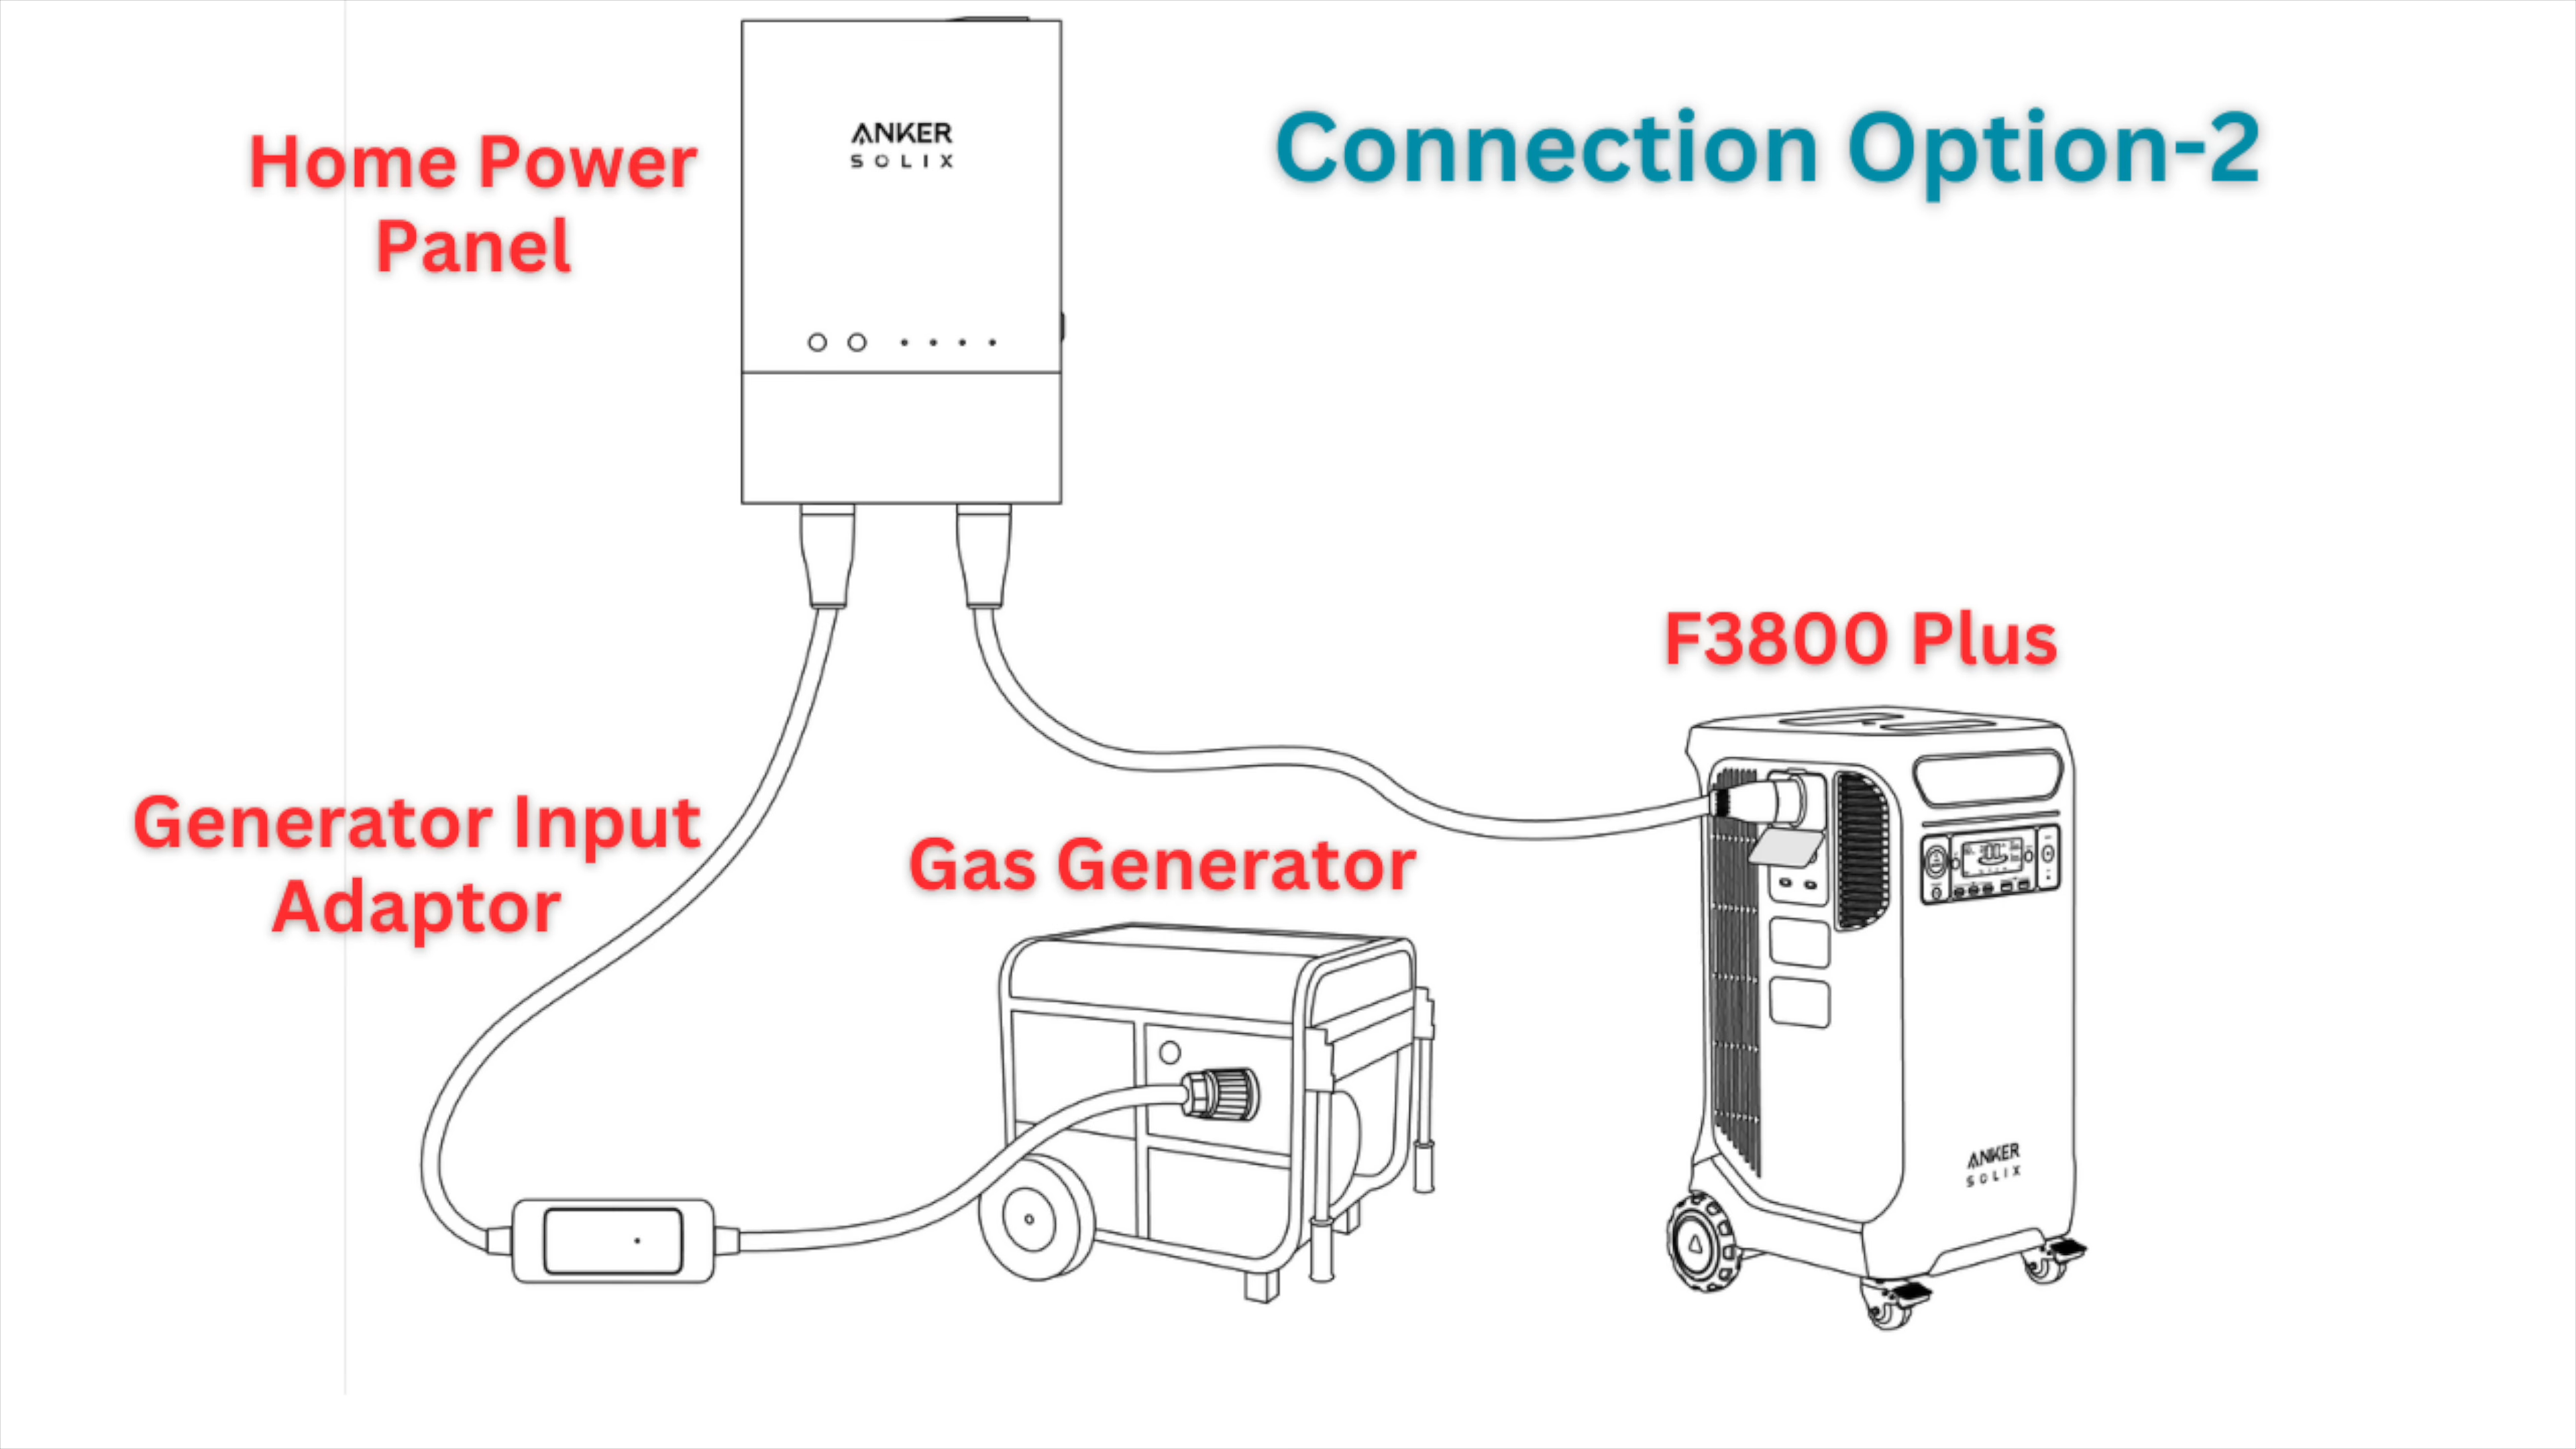 ANKER
SOLIX
Connection Option-2
Home Power
Panel
F3800 Plus
Generator Input
Adaptor
Gas Generator
ANKER
SOLIX